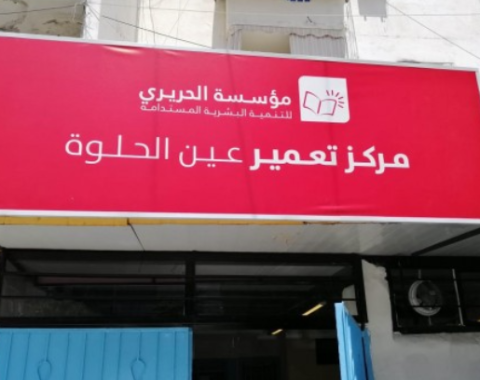 مؤسسة الحريري
للتنمية البشرية المستدامة
مركز تعمير عين الحلوة